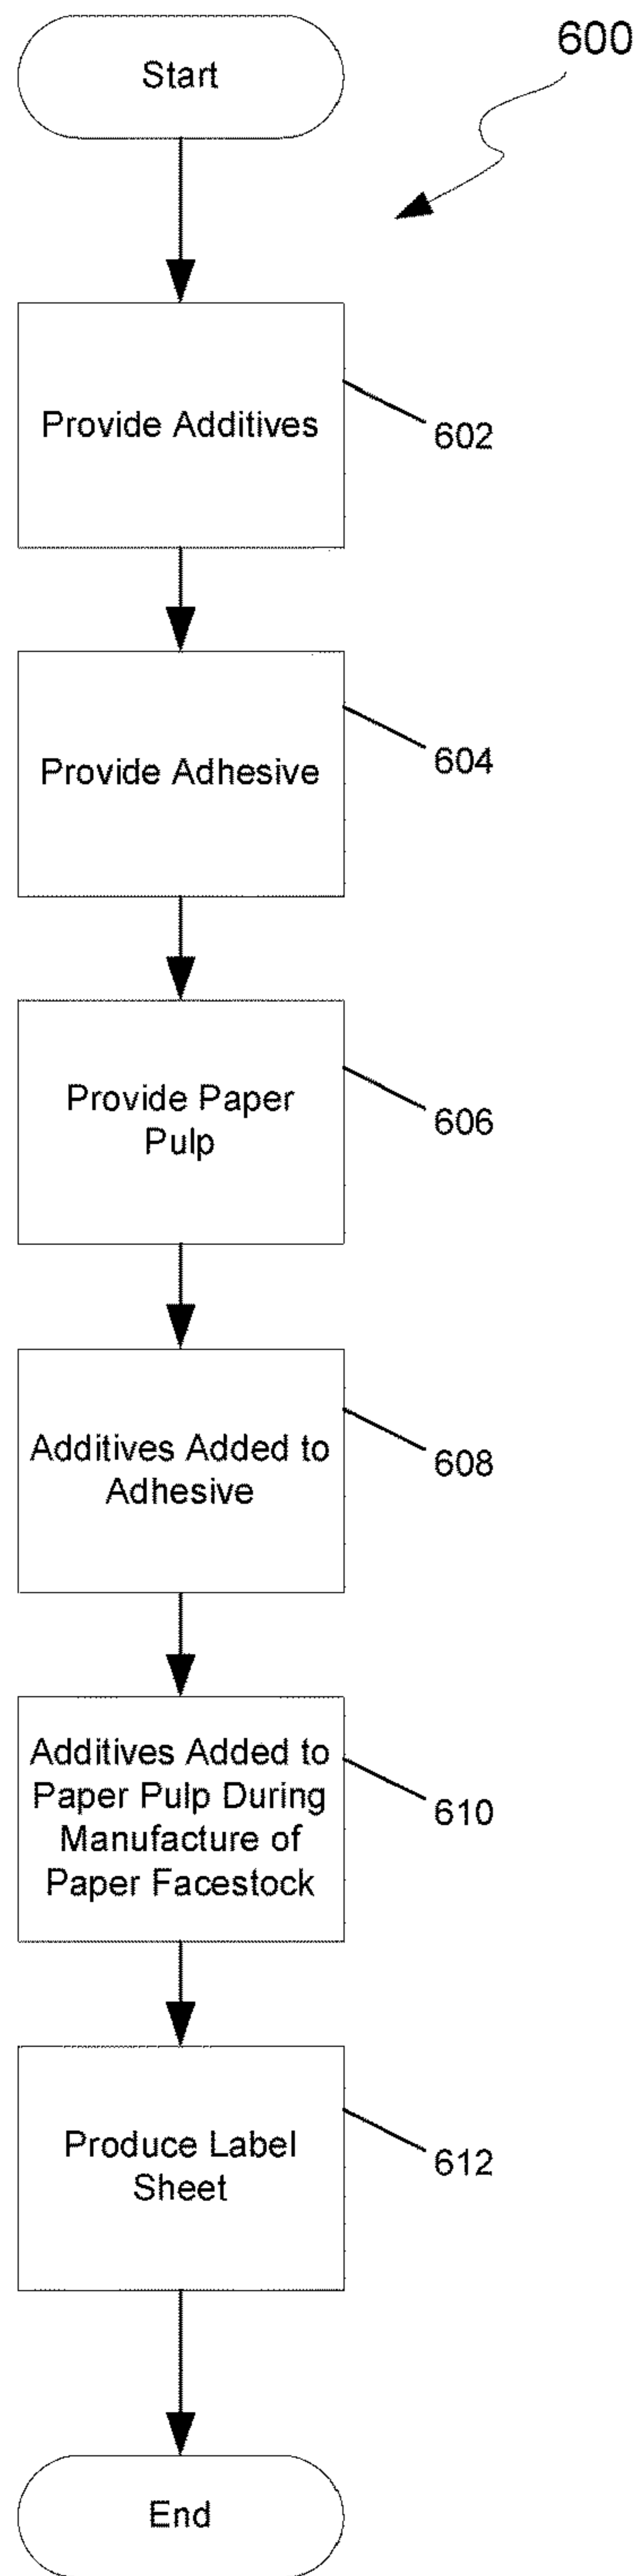 Start
600
Provide Additives
602
Provide Adhesive
604
Provide Paper
Pulp
606
Additives Added to
Adhesive
608
Additives Added to
Paper Pulp During
Manufacture of
Paper Facestock
610
Produce Label
Sheet
612
End